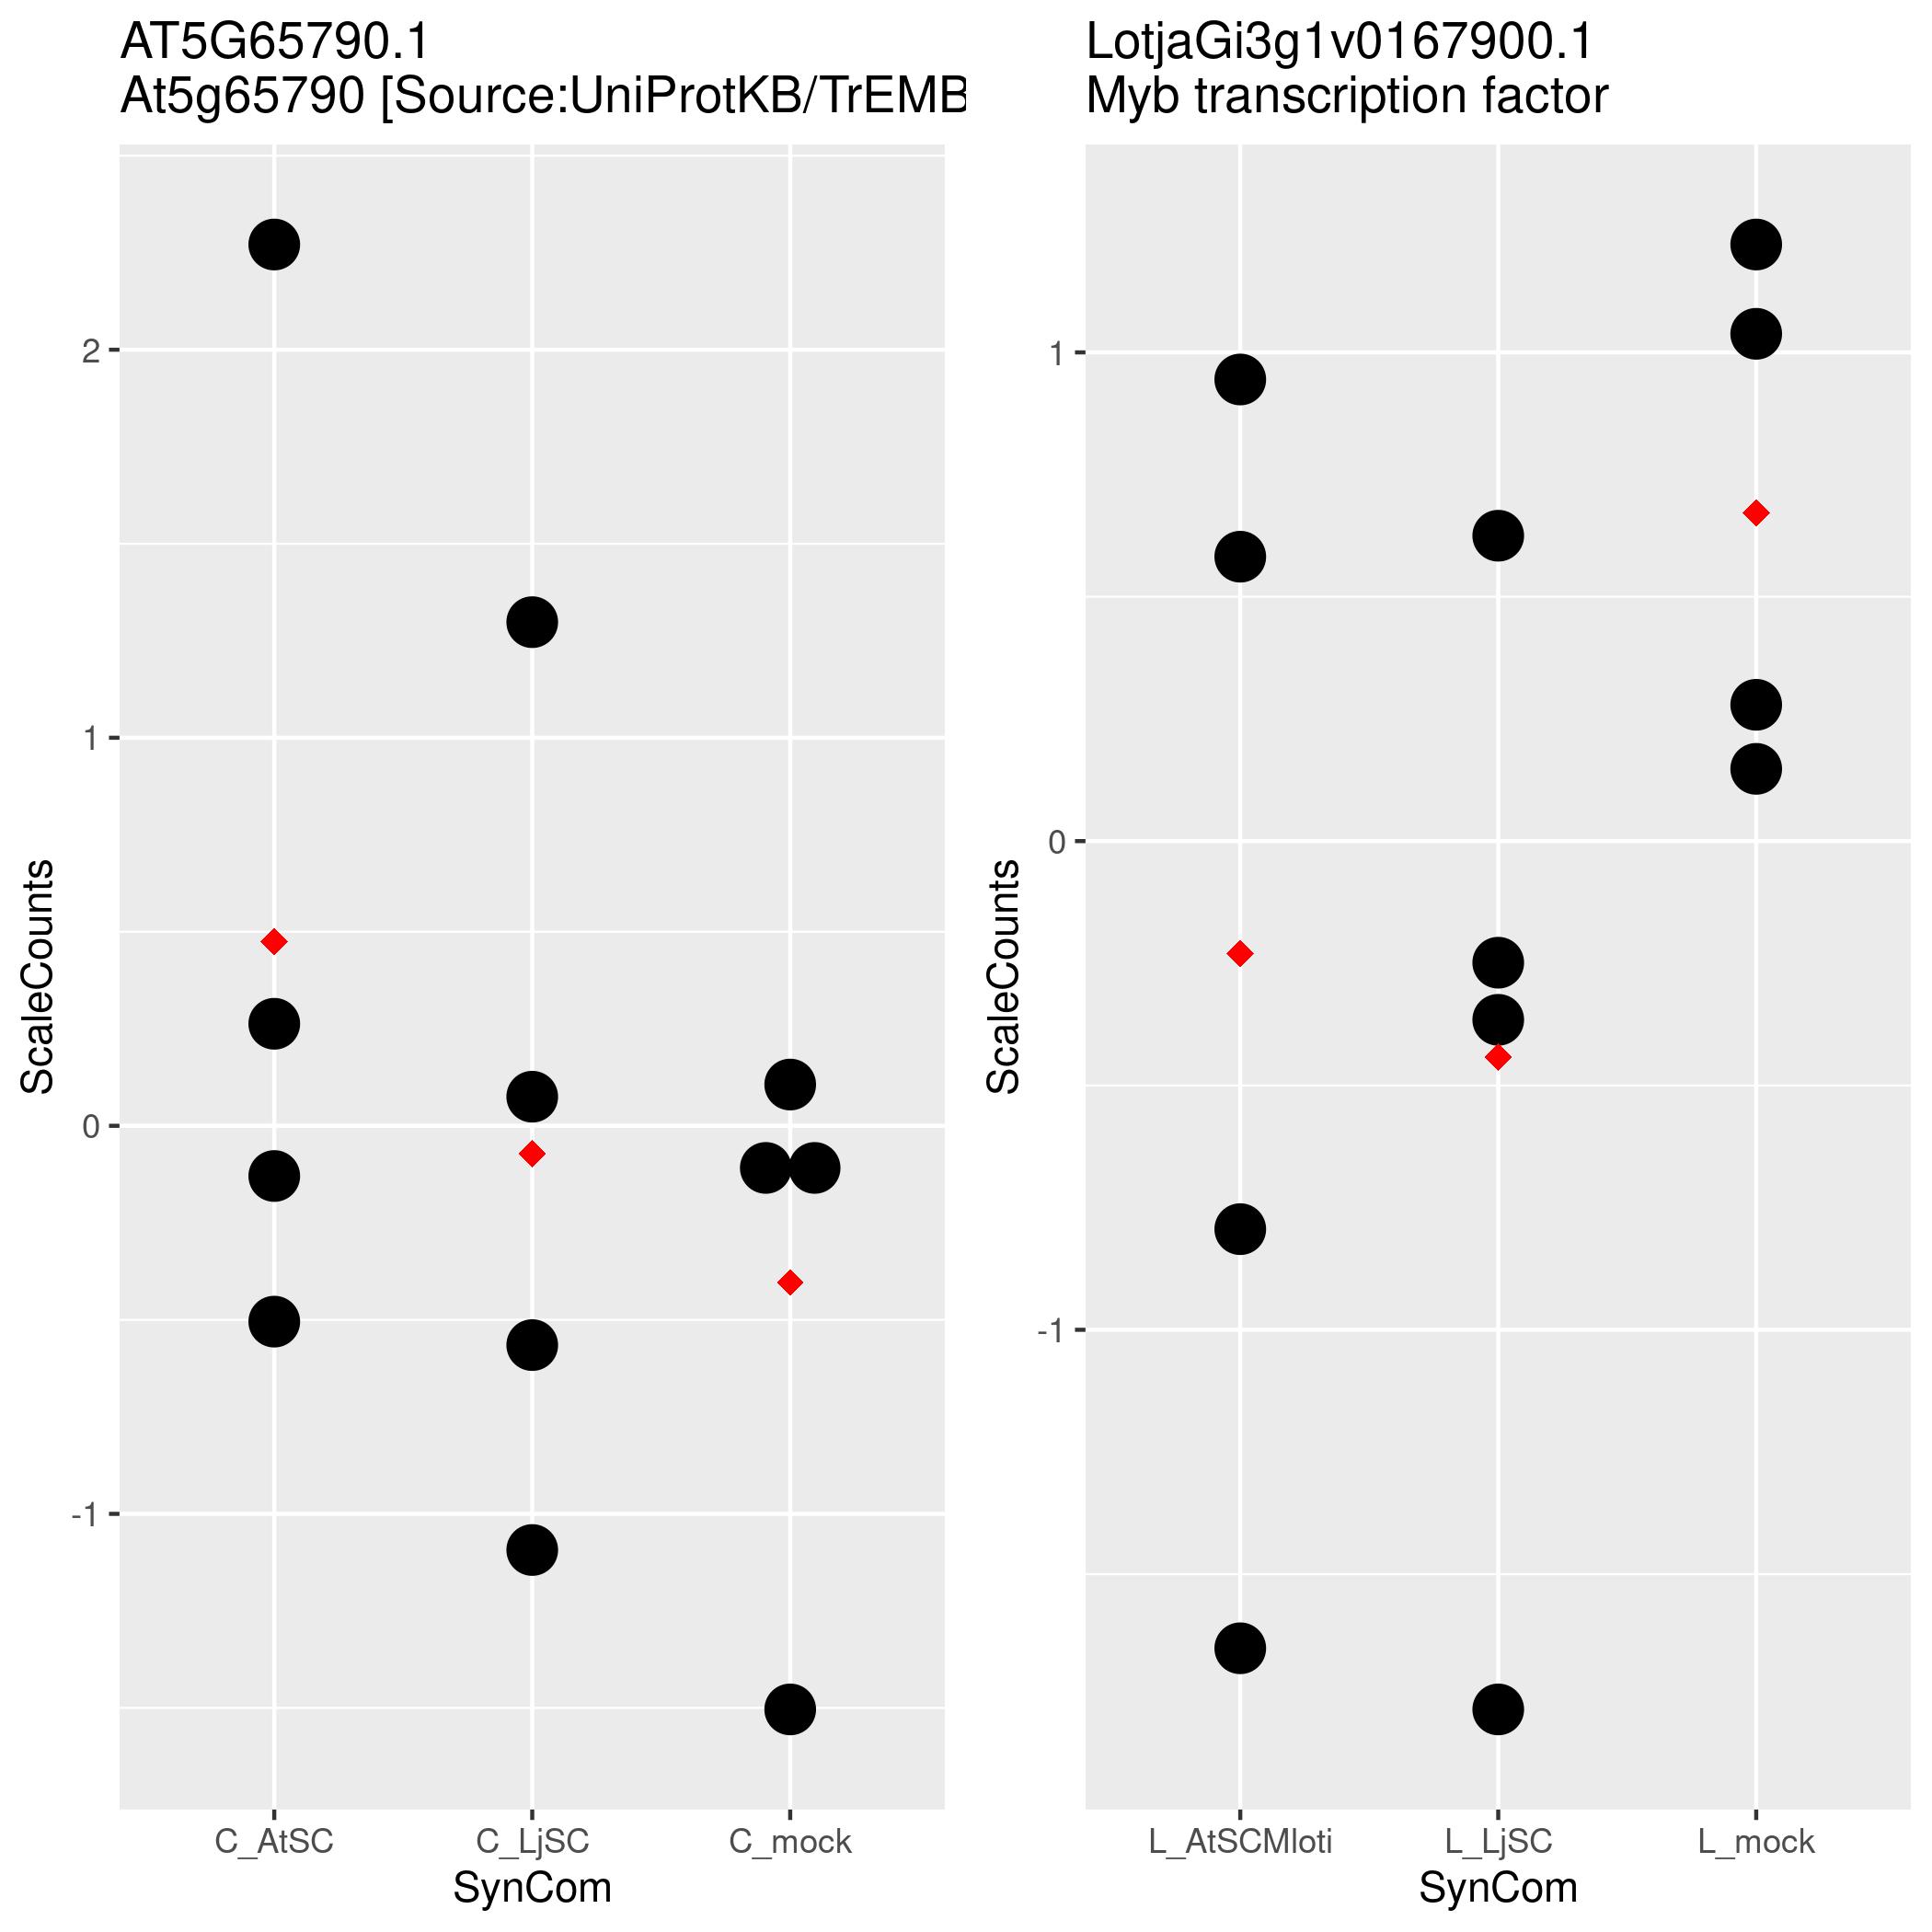 AT5G65790.1
At5g65790 [Source:UniProtKB/TrEMB
ScaleCounts
2
1
0
-1
C_AtSC
C_LjSC
C_mock
SynCom
LotjaGi3g1v0167900.1
Myb transcription factor
ScaleCounts
1
0
-1
L_AtSCMloti
L_LjSC
L_mock
SynCom